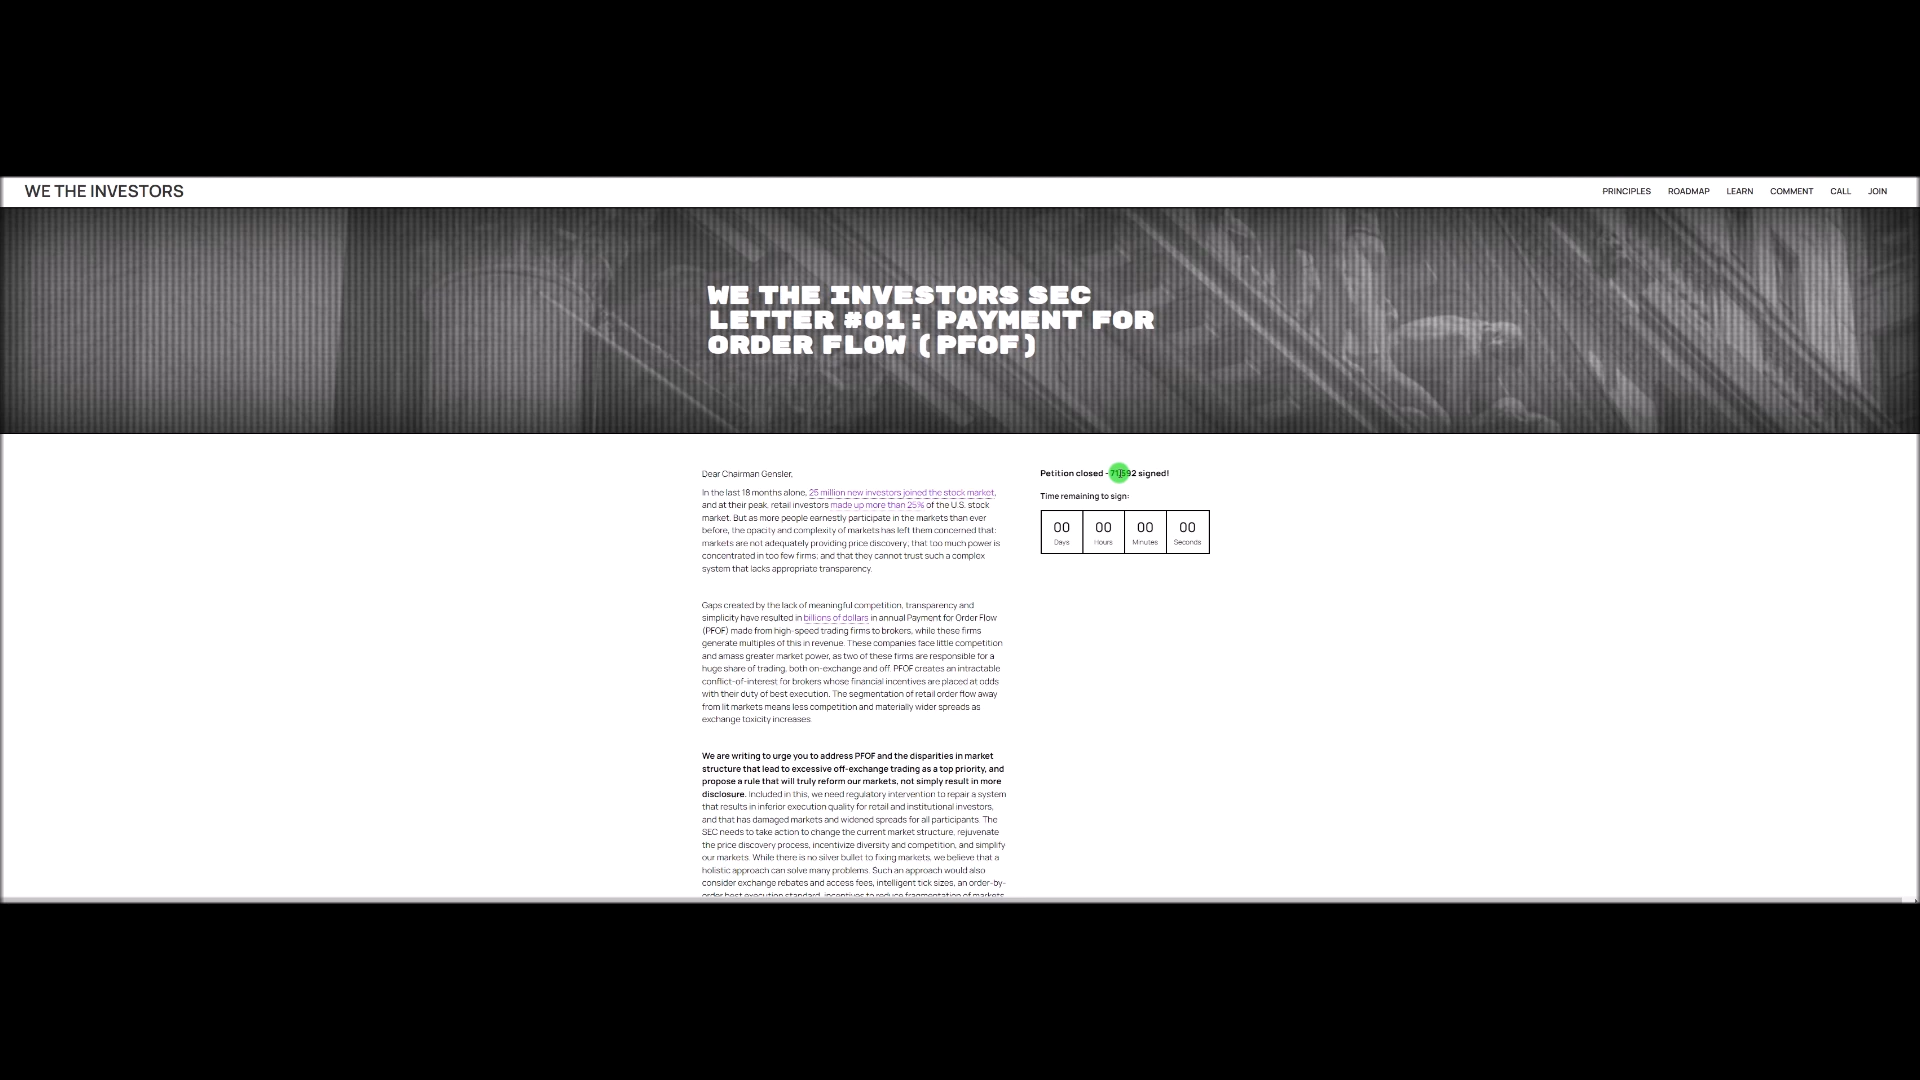 WE THE INVESTORS
PRINCIPLES ROADMAP LEARN COMMENT CALL JOIN
WE THE INVESTORS SEC
LETTER #01: PAYMENT FOR
ORDER FLOW (PFOF)
Dear Chairman Gensler,
In the last 18 months alone, 25 million new investors joined the stock market,
and at their peak, retail investors made up more than 25% of the U.S. stock
market. But as more people earnestly participate in the markets than ever
before, the opacity and complexity of markets has left them concerned that:
markets are not adequately providing price discovery; that too much power is
concentrated in too few firms; and that they cannot trust such a complex
system that lacks appropriate transparency.
Gaps created by the lack of meaningful competition, transparency and
simplicity have resulted in billions of dollars in annual Payment for Order Flow
(PFOF) made from high-speed trading firms to brokers, while these firms
generate multiples of this in revenue. These companies face little competition
and amass greater market power, as two of these firms are responsible for a
huge share of trading, both on-exchange and off. PFOF creates an intractable
conflict-of-interest for brokers whose financial incentives are placed at odds
with their duty of best execution. The segmentation of retail order flow away
from lit markets means less competition and materially wider spreads as
exchange toxicity increases.
We are writing to urge you to address PFOF and the disparities in market
structure that lead to excessive off-exchange trading as a top priority, and
propose a rule that will truly reform our markets, not simply result in more
disclosure. Included in this, we need regulatory intervention to repair a system
that results in inferior execution quality for retail and institutional investors,
and that has damaged markets and widened spreads for all participants. The
SEC needs to take action to change the current market structure, rejuvenate
the price discovery process, incentivize diversity and competition, and simplify
our markets. While there is no silver bullet to fixing markets, we believe that a
holistic approach can solve many problems. Such an approach would also
consider exchange rebates and access fees, intelligent tick sizes, an order-by-
order best execution standard, incentives to reduce fragmentation of markets
Petition closed - signed!
Time remaining to sign:
00 00 00 00
Days Hours Minutes Seconds